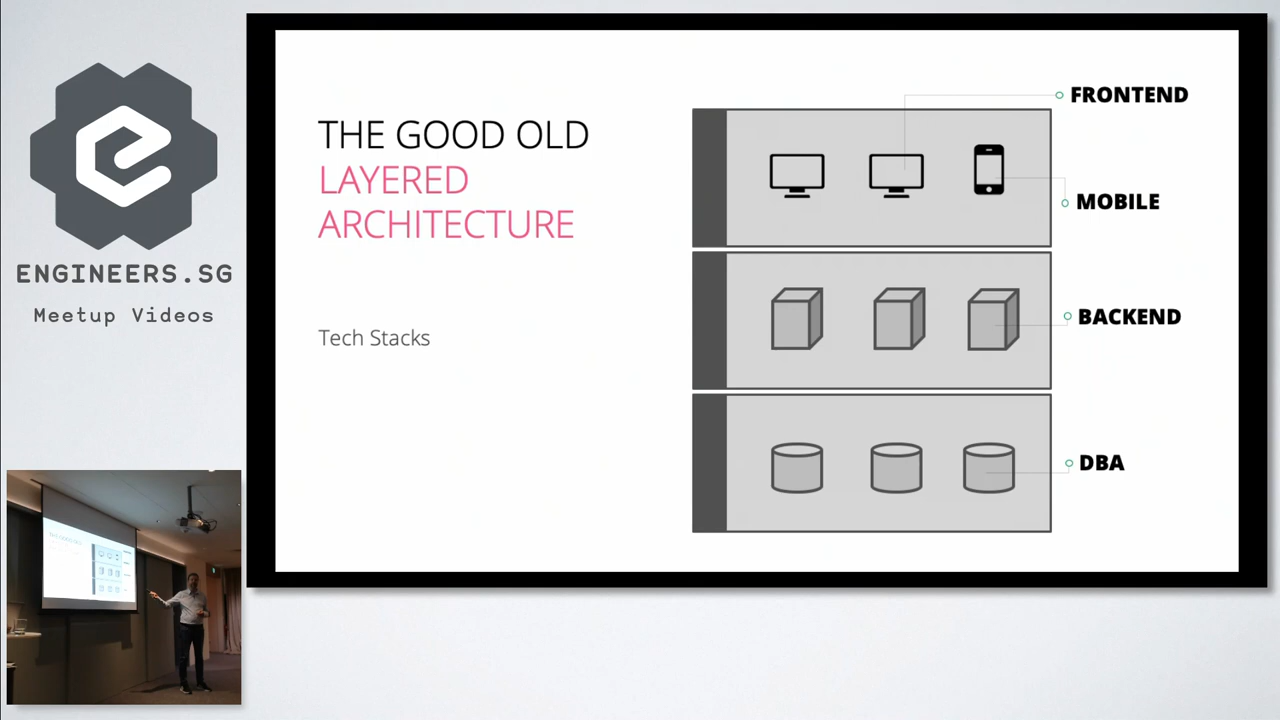 ENGINEERS.SG
Meetup Videos
THE GOOD OLD
LAYERED
ARCHITECTURE
Tech Stacks
FRONTEND
MOBILE
BACKEND
DBA